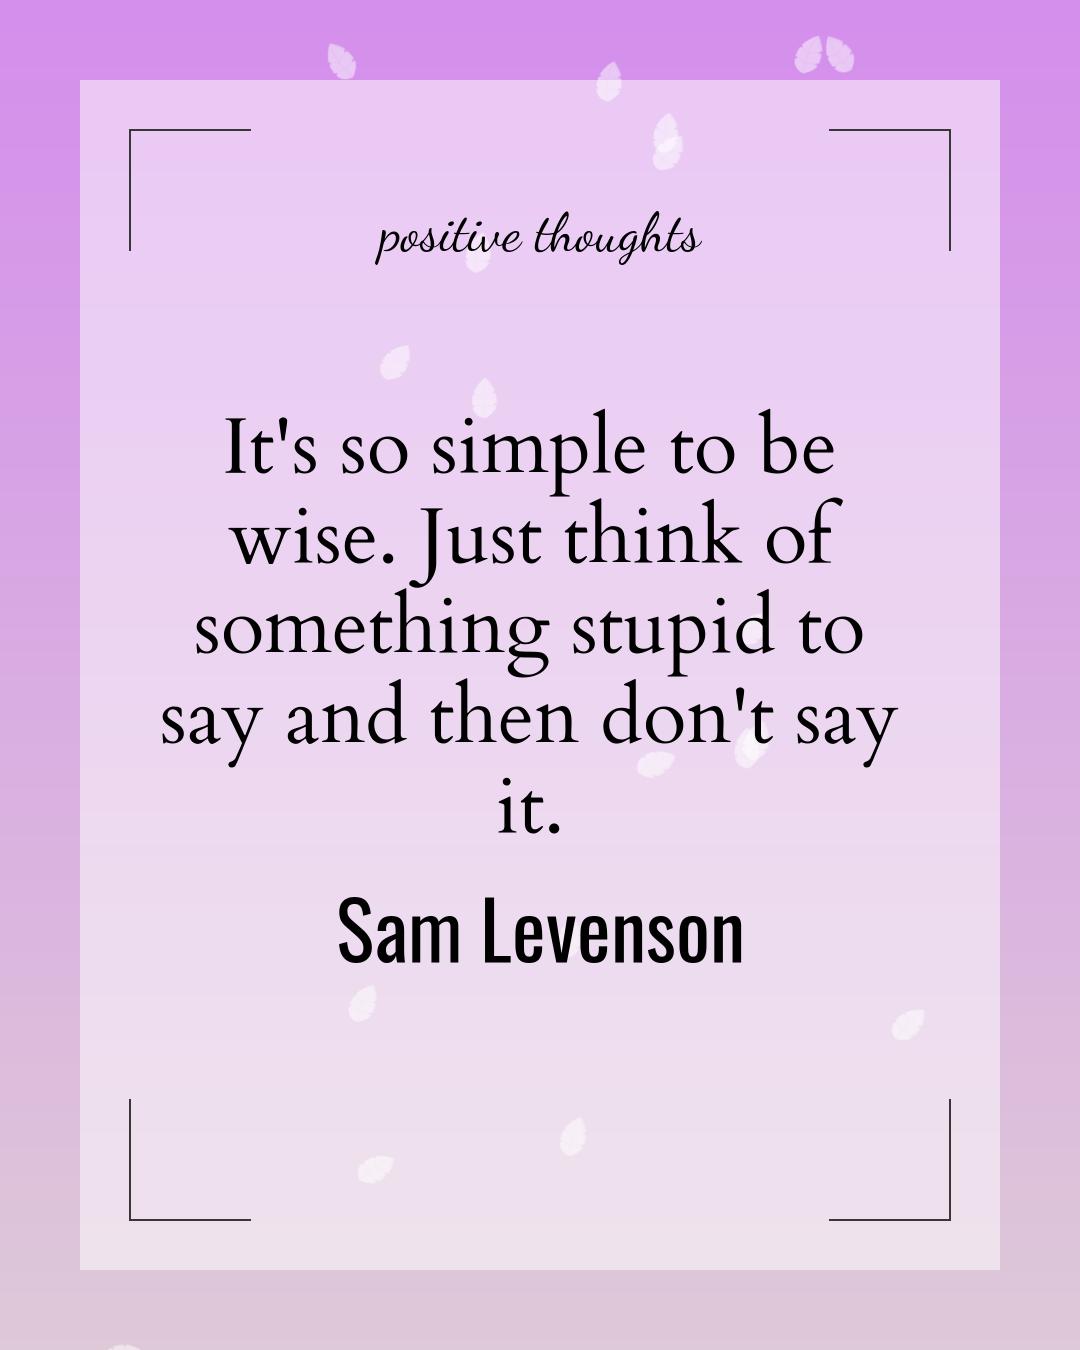 positive thoughts
It's so simple to be
wise. Just think of
something stupid to
say and then don't say
it.
Sam Levenson